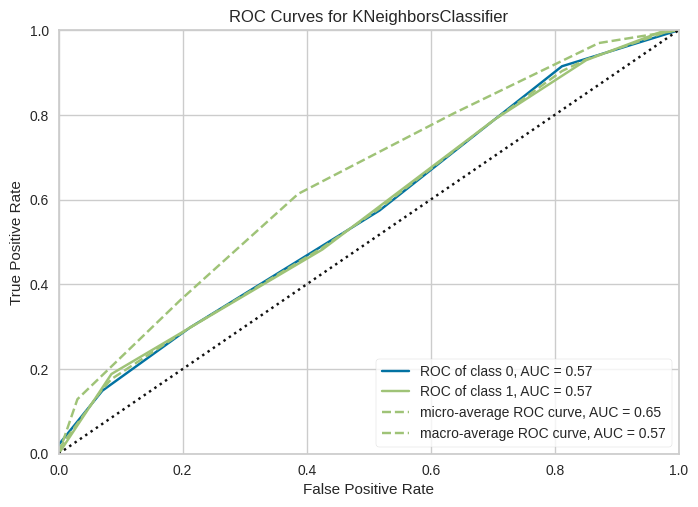 ROC Curves for KNeighborsClassifier
1.0
0.8
0.6
0.4
0.2
0.0
True Positive Rate
ROC of class 0, AUC = 0.57
ROC of class 1, AUC = 0.57
micro-average ROC curve, AUC = 0.65
macro-average ROC curve, AUC = 0.57
0.0 0.2 0.4 0.6 0.8 1.0
False Positive Rate